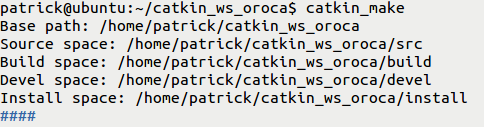 patrick@ubuntu:~/catkin_ws_oroca$ catkin_make
Base path: /home/patrick/catkin_ws_oroca
Source space: /home/patrick/catkin_ws_oroca/src
Build space: /home/patrick/catkin_ws_oroca/build
Devel space: /home/patrick/catkin_ws_oroca/devel
Install space: /home/patrick/catkin_ws_oroca/install
####